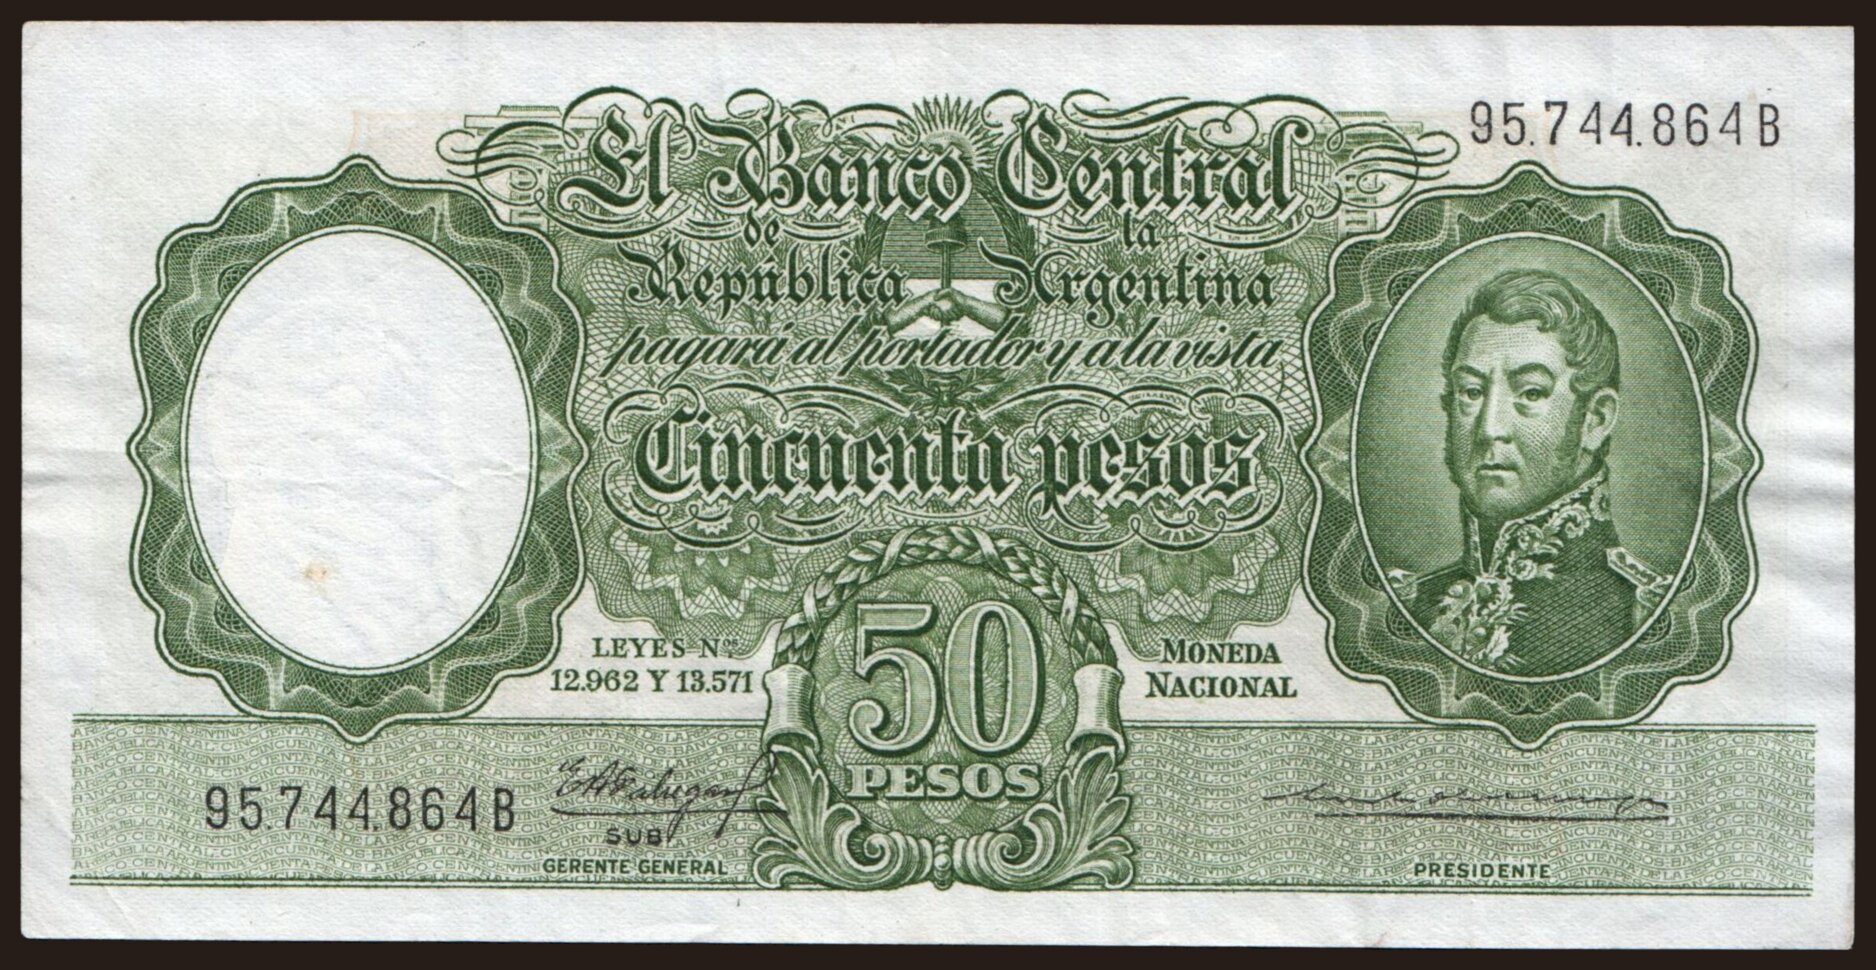 95.744.864 B
El Banco Central
de la
República Argentina
pagará al portador y a la vista
Cincuenta pesos
LEYES Nos.
12.962 Y 13.571
MONEDA
NACIONAL
50
PESOS
95.744.864 B
SUB
GERENTE GENERAL
PRESIDENTE